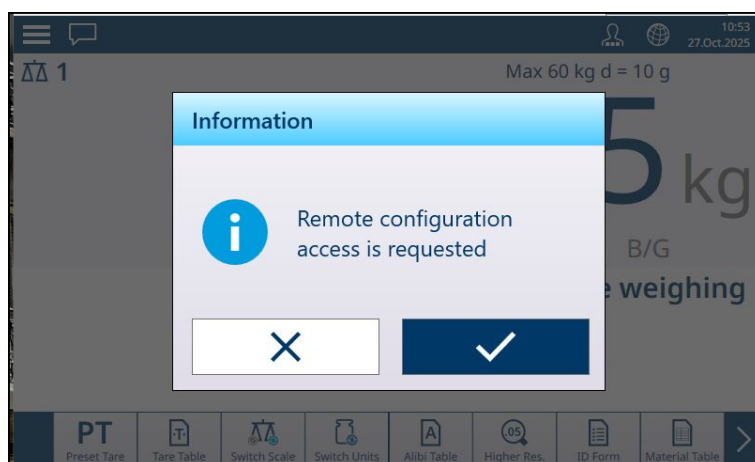 10:53
27.Oct.2025
1
Max 60 kg d = 10 g
Information
5 kg
Remote configuration
access is requested
B/G
weighing
PT
Preset Tare
T
Tare Table
Switch Scale
Switch Units
A
Alibi Table
.05
Higher Res.
ID Form
Material Table